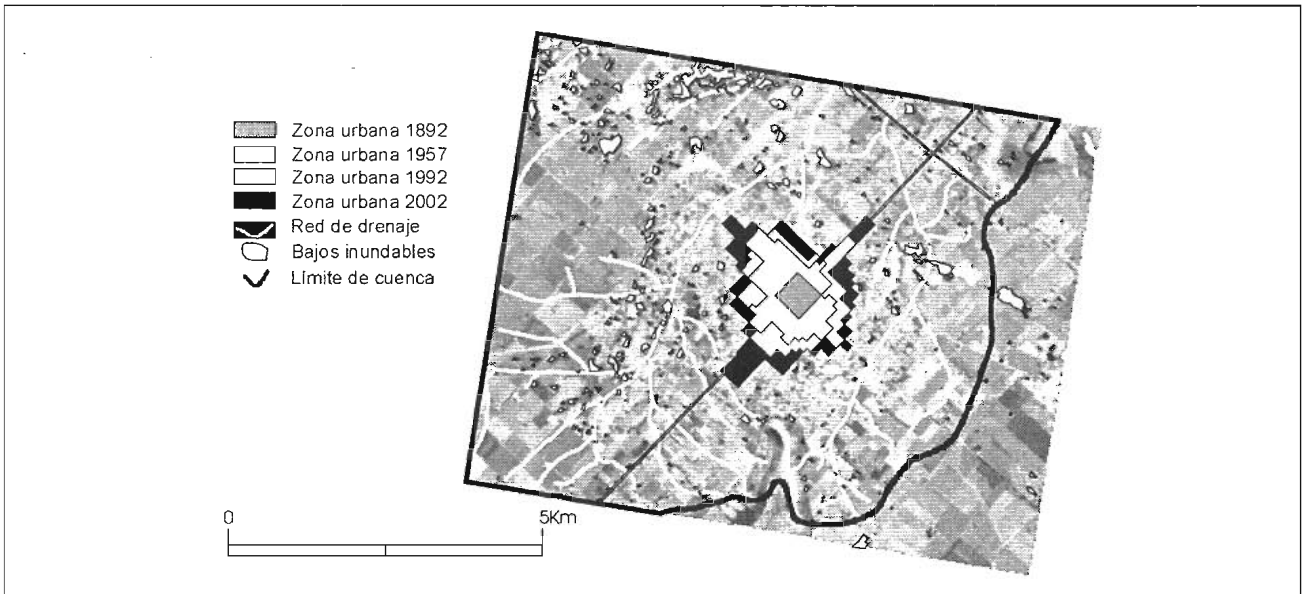 Zona urbana 1892
Zona urbana 1957
Zona urbana 1992
Zona urbana 2002
Red de drenaje
Bajos inundables
Límite de cuenca
0 5Km